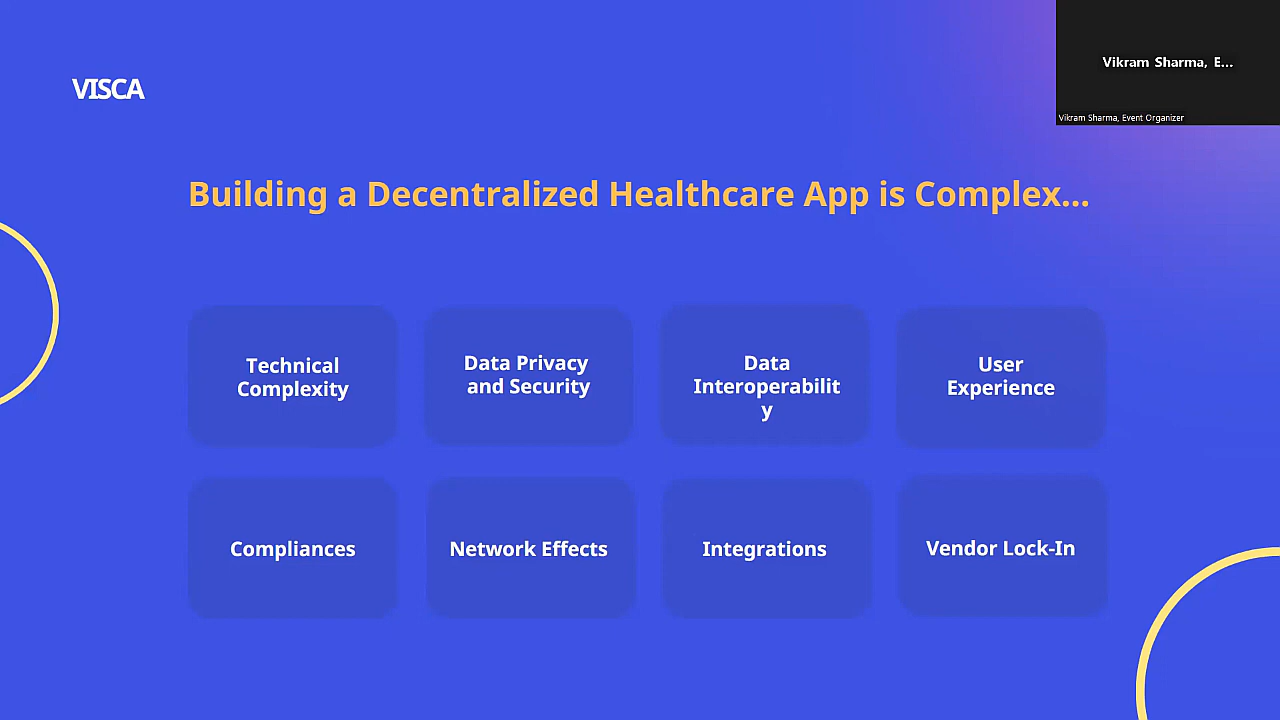 Vikram Sharma, E...
Vikram Sharma, Event Organizer
VISCA
Building a Decentralized Healthcare App is Complex...
Technical
Complexity
Data Privacy
and Security
Data
Interoperabilit
y
User
Experience
Compliances
Network Effects
Integrations
Vendor Lock-In